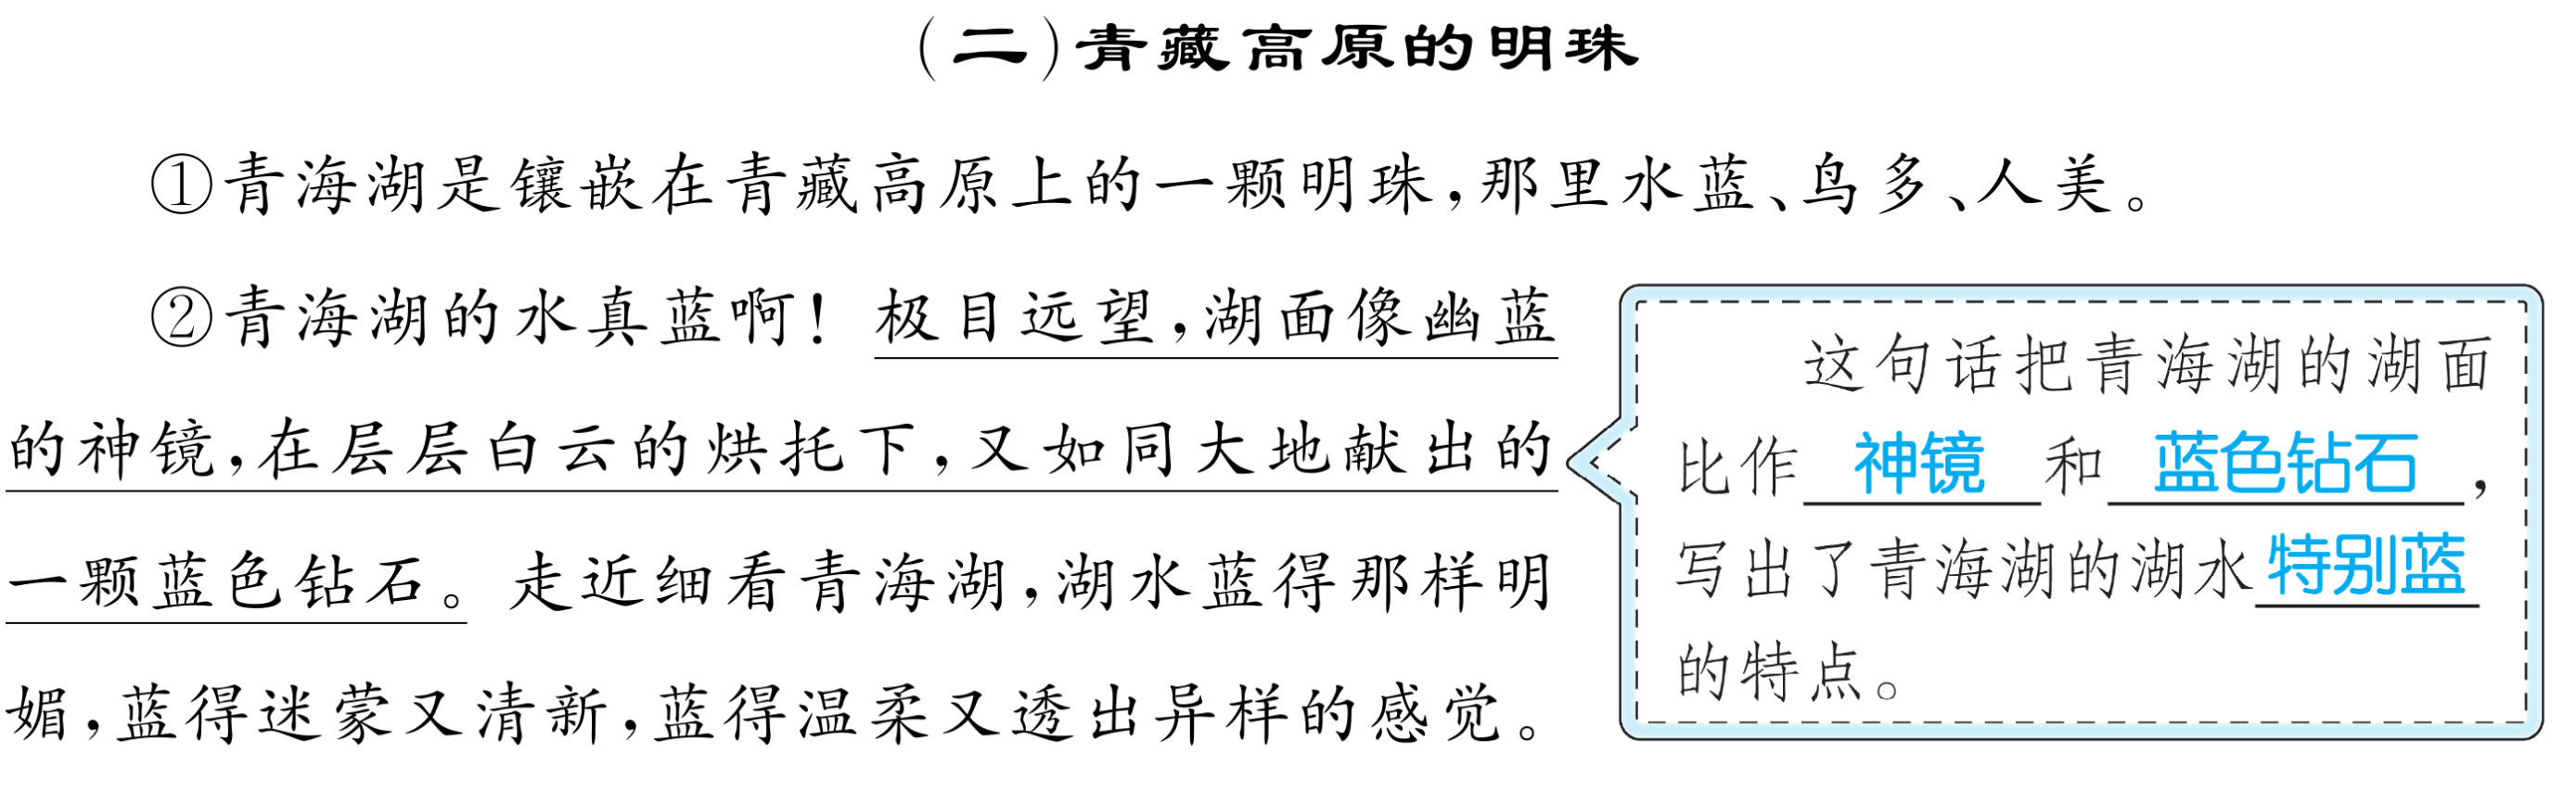 (二)青藏高原的明珠
①青海湖是镶嵌在青藏高原上的一颗明珠,那里水蓝、鸟多、人美。
②青海湖的水真蓝啊!极目远望,湖面像幽蓝
的神镜,在层层白云的烘托下,又如同大地献出的
一颗蓝色钻石。走近细看青海湖,湖水蓝得那样明
媚,蓝得迷蒙又清新,蓝得温柔又透出异样的感觉。
这句话把青海湖的湖面
比作 神镜 和 蓝色钻石 ,
写出了青海湖的湖水特别蓝
的特点。